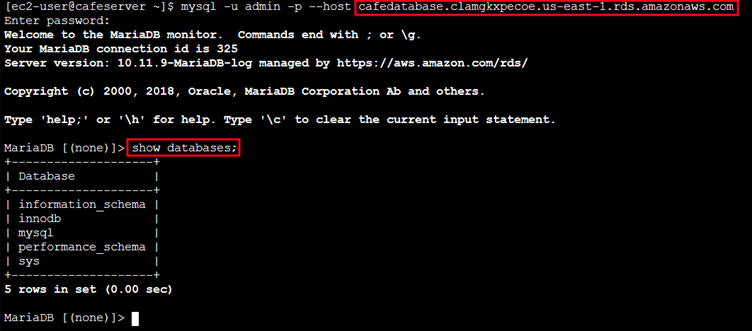 [ec2-user@cafeserver ~]$ mysql -u admin -p --host cafedatabase.clamgkxpecoe.us-east-1.rds.amazonaws.com
Enter password:
Welcome to the MariaDB monitor.  Commands end with ; or \g.
Your MariaDB connection id is 325
Server version: 10.11.9-MariaDB-log managed by https://aws.amazon.com/rds/
Copyright (c) 2000, 2018, Oracle, MariaDB Corporation Ab and others.
Type 'help;' or '\h' for help. Type '\c' to clear the current input statement.
MariaDB [(none)]> show databases;
+--------------------+
| Database           |
+--------------------+
| information_schema |
| innodb             |
| mysql              |
| performance_schema |
| sys                |
+--------------------+
5 rows in set (0.00 sec)
MariaDB [(none)]>